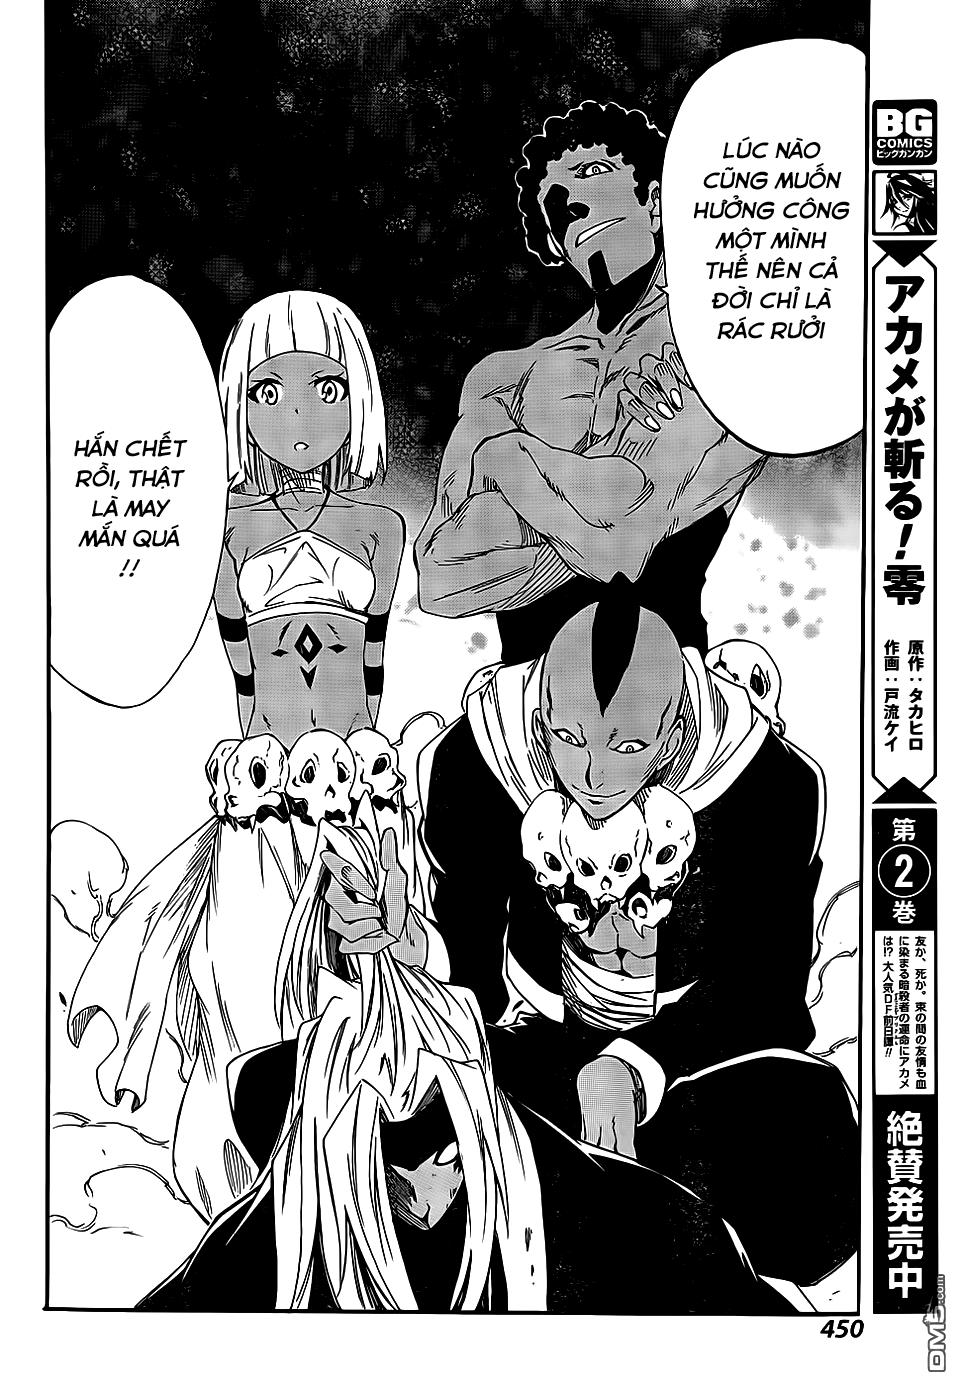 LÚC NÀO
CŨNG MUỐN
HƯỞNG CÔNG
MỘT MÌNH
THẾ NÊN CẢ
ĐỜI CHỈ LÀ
RÁC RƯỞI
HẮN CHẾT
RỒI, THẬT
LÀ MAY
MẮN QUÁ
!!
BG
COMICS
ビッグガンガン
アカメが斬る!零
原作:タカヒロ
作画:戸流ケイ
第
2
巻
友か、死か。束の間の友情も血
に染まる暗殺者の運命にアカメ
は!? 大人気DF前日譚!!
絶賛発売中
450
DM5.com